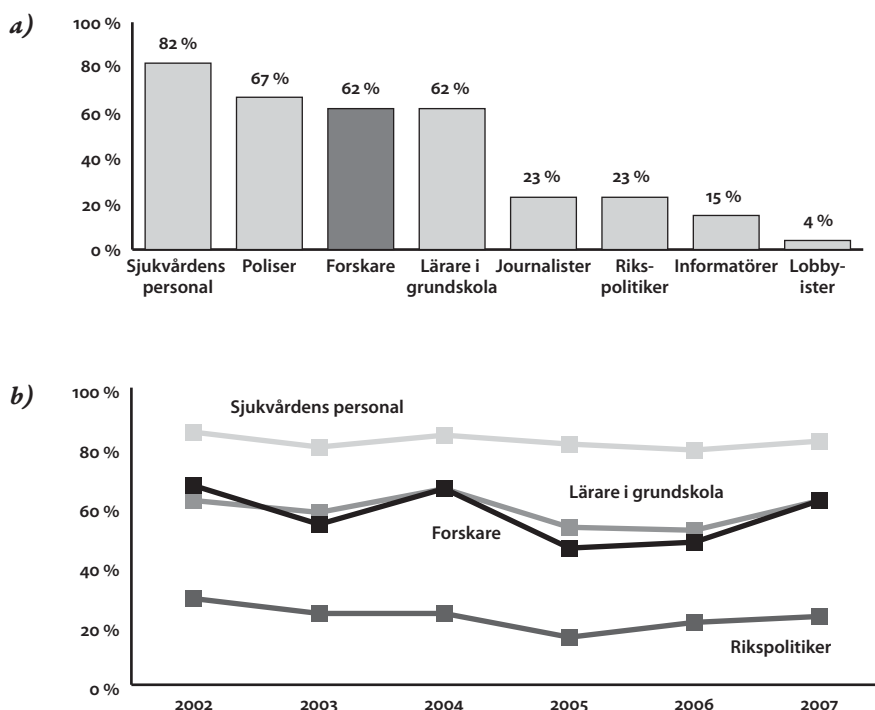 a)
100 %
80 %
60 %
40 %
20 %
0 %
82 %
67 %
62 %
62 %
23 %
23 %
15 %
4 %
Sjukvårdens
personal
Poliser
Forskare
Lärare i
grundskola
Journalister
Riks-
politiker
Informatörer
Lobby-
ister
b)
100 %
80 %
60 %
40 %
20 %
0 %
Sjukvårdens personal
Lärare i grundskola
Forskare
Rikspolitiker
2002
2003
2004
2005
2006
2007